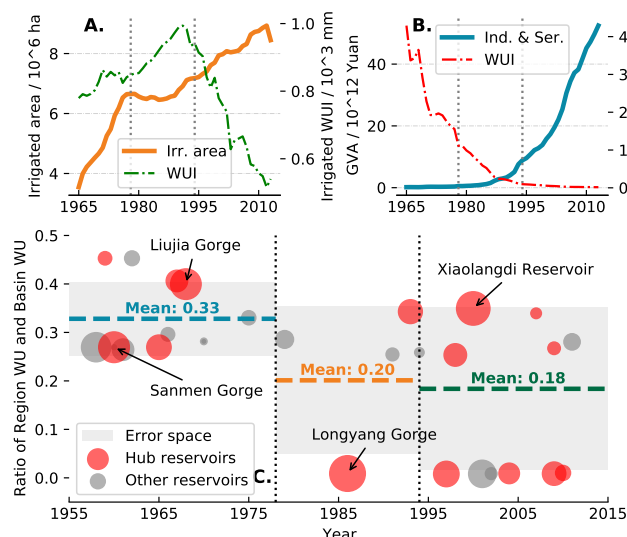 A.
Irrigated area / 10^6 ha
8
6
4
1965
1980
1995
2010
Irr. area
WUI
1.0
0.8
0.6
Irrigated WUI / 10^3 mm
B.
GVA / 10^12 Yuan
40
20
0
1965
1980
1995
2010
Ind. & Ser.
WUI
4
3
2
1
0
Ratio of Region WU and Basin WU
0.5
0.4
0.3
0.2
0.1
0.0
Liujia Gorge
Xiaolangdi Reservoir
Mean: 0.33
Mean: 0.20
Mean: 0.18
Sanmen Gorge
Longyang Gorge
Error space
Hub reservoirs
Other reservoirs
C.
1955
1965
1975
1985
1995
2005
2015
Year